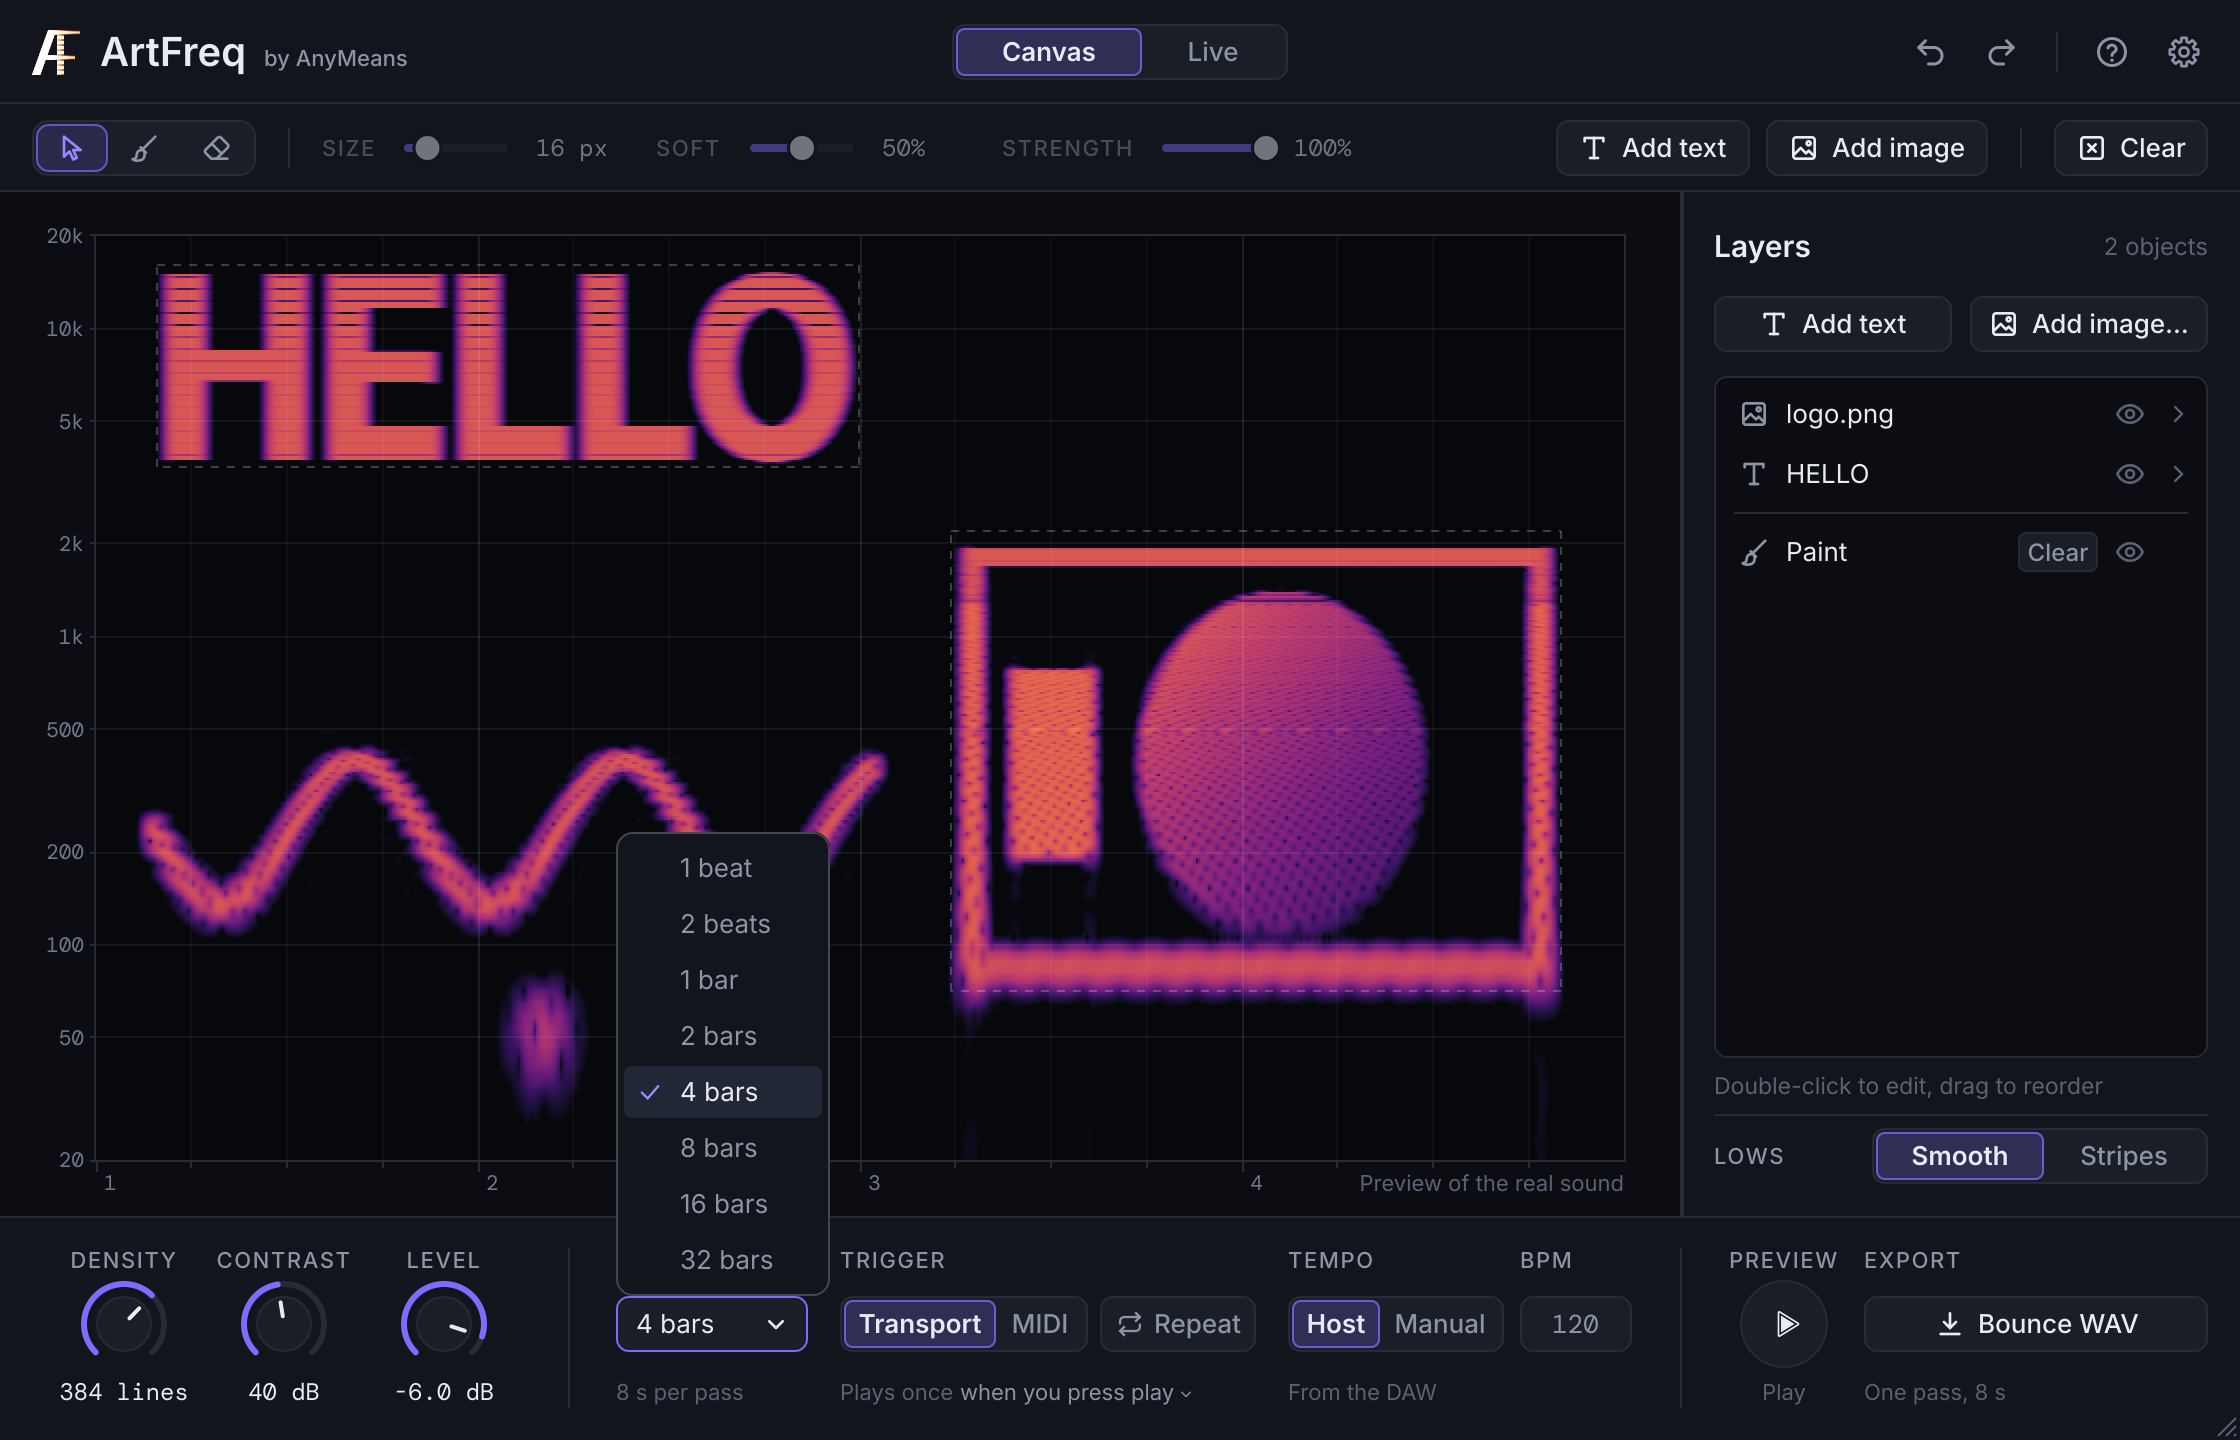 ArtFreq by AnyMeans
Canvas Live
SIZE 16 px SOFT 50% STRENGTH 100%
Add text Add image Clear
20k
10k
5k
2k
1k
500
200
100
50
20
HELLO
1 2 3 4
Preview of the real sound
Layers 2 objects
Add text Add image...
logo.png
HELLO
Paint Clear
Double-click to edit, drag to reorder
LOWS Smooth Stripes
1 beat
2 beats
1 bar
2 bars
4 bars
8 bars
16 bars
32 bars
DENSITY CONTRAST LEVEL
384 lines 40 dB -6.0 dB
4 bars
8 s per pass
TRIGGER
Transport MIDI Repeat
Plays once when you press play
TEMPO BPM
Host Manual 120
From the DAW
PREVIEW EXPORT
Bounce WAV
Play One pass, 8 s